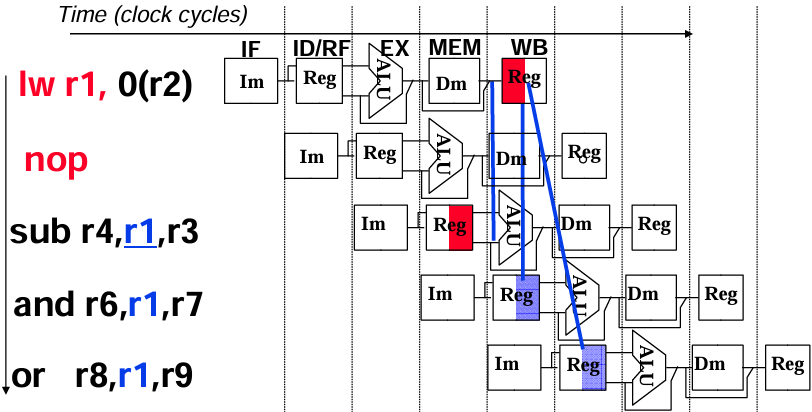 Time (clock cycles)
IF ID/RF EX MEM WB
lw r1, 0(r2) Im Reg ALU Dm Reg
nop Im Reg ALU Dm Reg
sub r4,r1,r3 Im Reg ALU Dm Reg
and r6,r1,r7 Im Reg ALU Dm Reg
or r8,r1,r9 Im Reg ALU Dm Reg